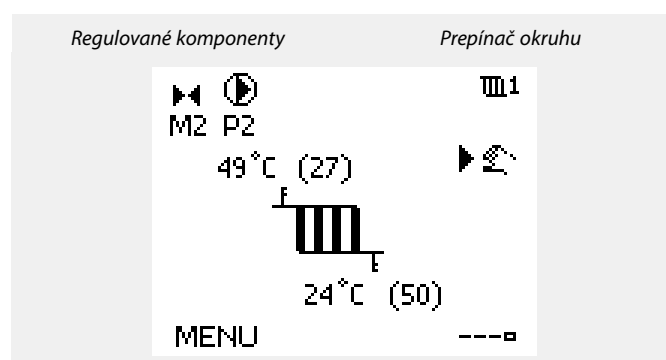 Regulované komponenty Prepínač okruhu
1
M2 P2
49°C (27)
24°C (50)
MENU ---